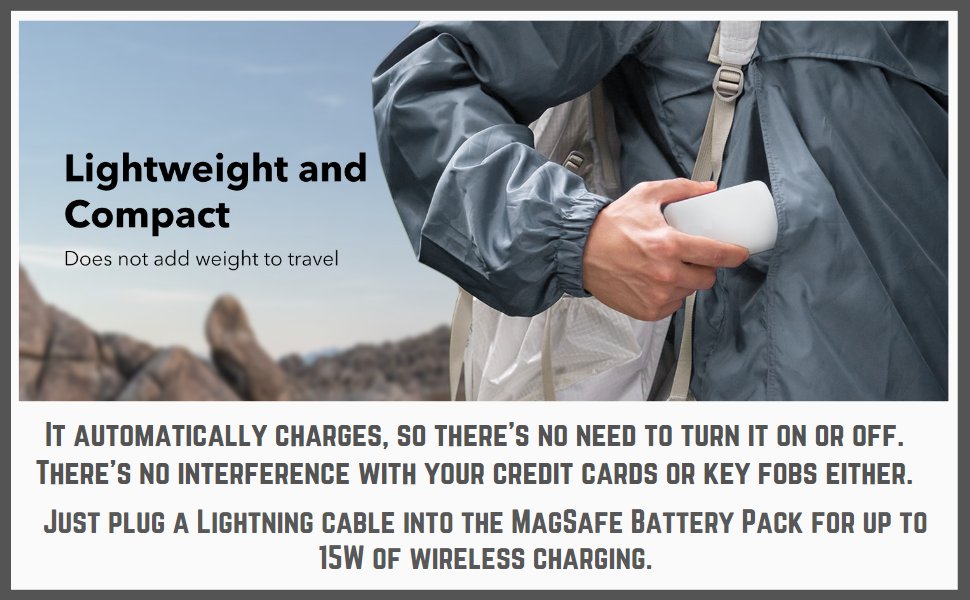 Lightweight and
Compact
Does not add weight to travel
It automatically charges, so there's no need to turn it on or off.
There's no interference with your credit cards or key fobs either.
Just plug a Lightning cable into the MagSafe Battery Pack for up to
15W of wireless charging.